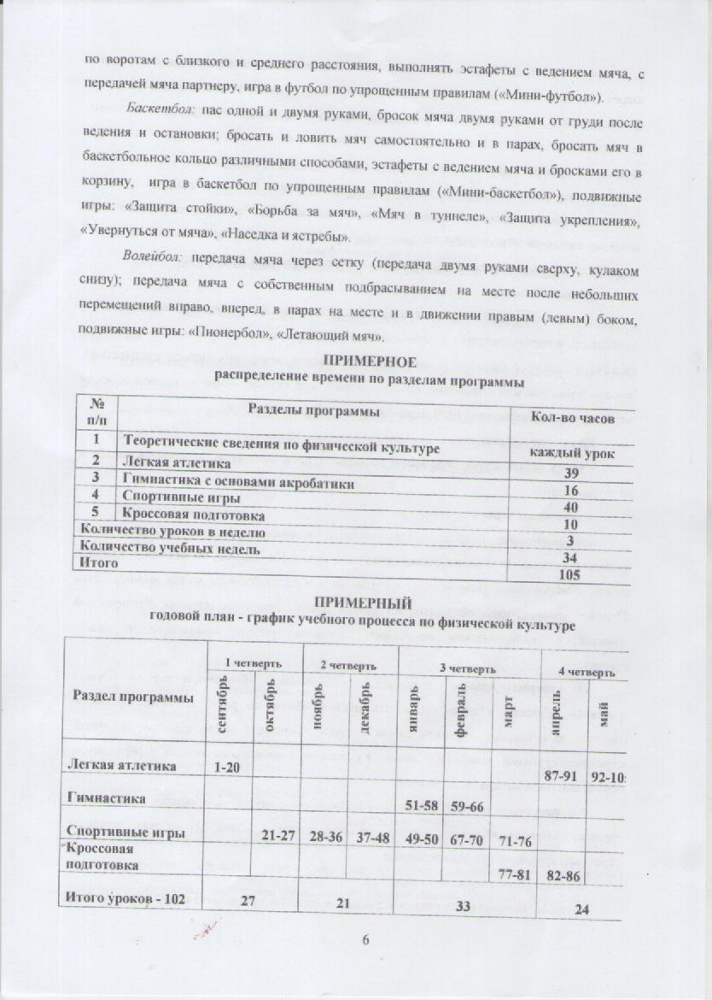 по воротам с близкого и среднего расстояния, выполнять эстафеты с ведением мяча, с
передачей мяча партнеру, игра в футбол по упрощенным правилам («Мини-футбол»).
Баскетбол: пас одной и двумя руками, бросок мяча двумя руками от груди после
ведения и остановки; бросать и ловить мяч самостоятельно и в парах, бросать мяч в
баскетбольное кольцо различными способами, эстафеты с ведением мяча и бросками его в
корзину, игра в баскетбол по упрощенным правилам («Мини-баскетбол»), подвижные
игры: «Защита стойки», «Борьба за мяч», «Мяч в туннеле», «Защита укрепления»,
«Увернуться от мяча», «Наседка и ястребы».
Волейбол: передача мяча через сетку (передача двумя руками сверху, кулаком
снизу); передача мяча с собственным подбрасыванием на месте после небольших
перемещений вправо, вперед, в парах на месте и в движении правым (левым) боком,
подвижные игры: «Пионербол», «Летающий мяч».
ПРИМЕРНОЕ
распределение времени по разделам программы
№ п/п Разделы программы Кол-во часов
1 Теоретические сведения по физической культуре каждый урок
2 Легкая атлетика 39
3 Гимнастика с основами акробатики 16
4 Спортивные игры 40
5 Кроссовая подготовка 10
Количество уроков в неделю 3
Количество учебных недель 34
Итого 105
ПРИМЕРНЫЙ
годовой план - график учебного процесса по физической культуре
Раздел программы 1 четверть 2 четверть 3 четверть 4 четверть
сентябрь октябрь ноябрь декабрь январь февраль март апрель май
Легкая атлетика 1-20 87-91 92-10
Гимнастика 51-58 59-66
Спортивные игры 21-27 28-36 37-48 49-50 67-70 71-76
Кроссовая
подготовка 77-81 82-86
Итого уроков - 102 27 21 33 24
6